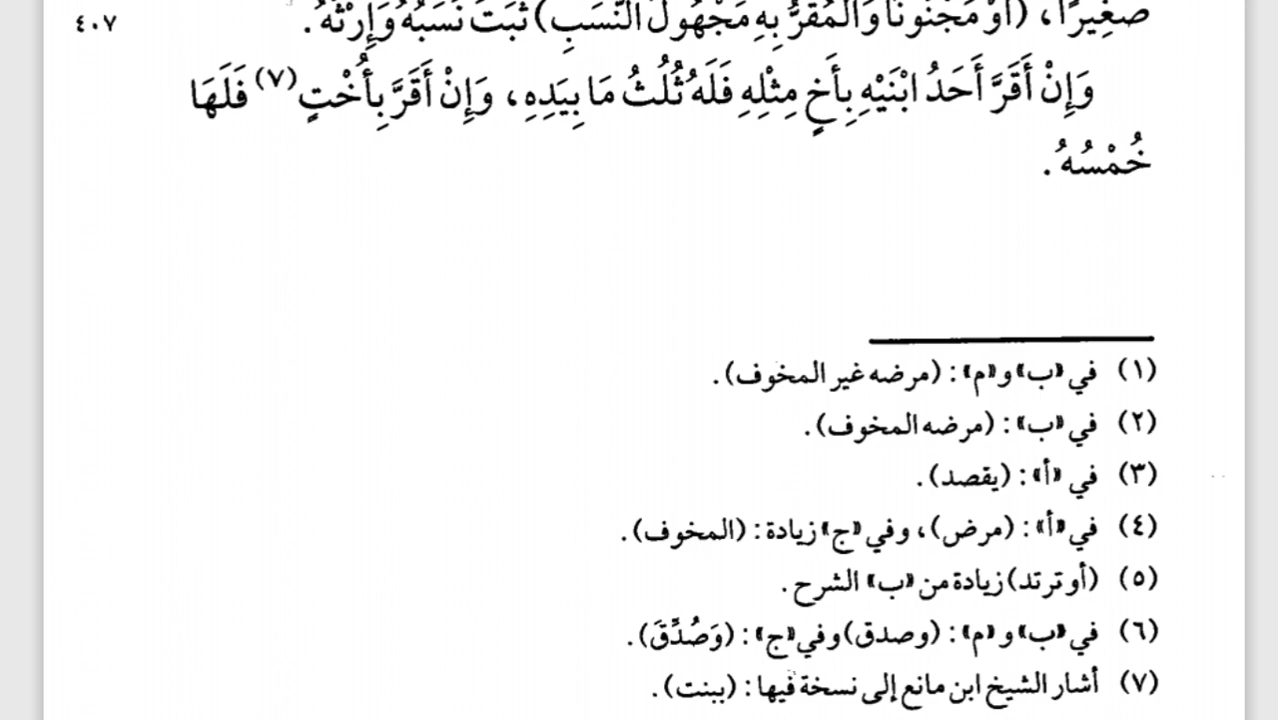 صَغِيرًا، (أَوْ مَجْنُونًا وَالْمُقَرُّ بِهِ مَجْهُولَ النَّسَبِ) ثَبَتَ نَسَبُهُ وَإِرْثُهُ.
٤٠٧
وَإِنْ أَقَرَّ أَحَدُ ابْنَيْهِ بِأَخٍ مِثْلِهِ فَلَهُ ثُلُثُ مَا بِيَدِهِ، وَإِنْ أَقَرَّ بِأُخْتٍ (٧) فَلَهَا
خُمْسُهُ.
(١) في «ب» و«م»: (مرضه غير المخوف).
(٢) في «ب»: (مرضه المخوف).
(٣) في «أ»: (يقصد).
(٤) في «أ»: (مرض)، وفي «ج» زيادة: (المخوف).
(٥) (أو ترتد) زيادة من «ب» الشرح.
(٦) في «ب» و«م»: (وصدق) وفي «ج»: (وَصُدِّقَ).
(٧) أشار الشيخ ابن مانع إلى نسخة فيها: (ببنت).